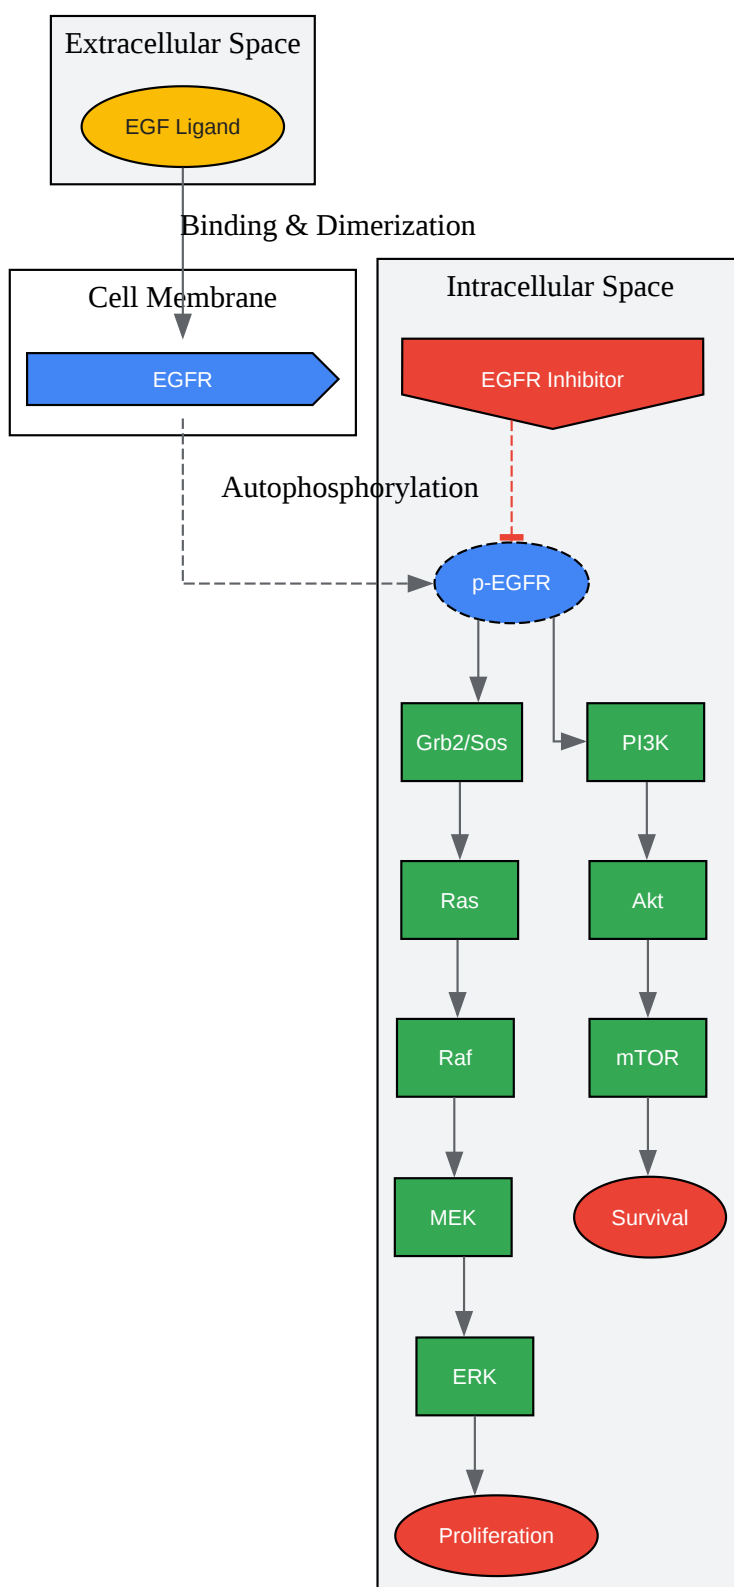 Extracellular Space
EGF Ligand
Binding & Dimerization
Cell Membrane
EGFR
Intracellular Space
EGFR Inhibitor
Autophosphorylation
p-EGFR
Grb2/Sos
PI3K
Ras
Akt
Raf
mTOR
MEK
Survival
ERK
Proliferation